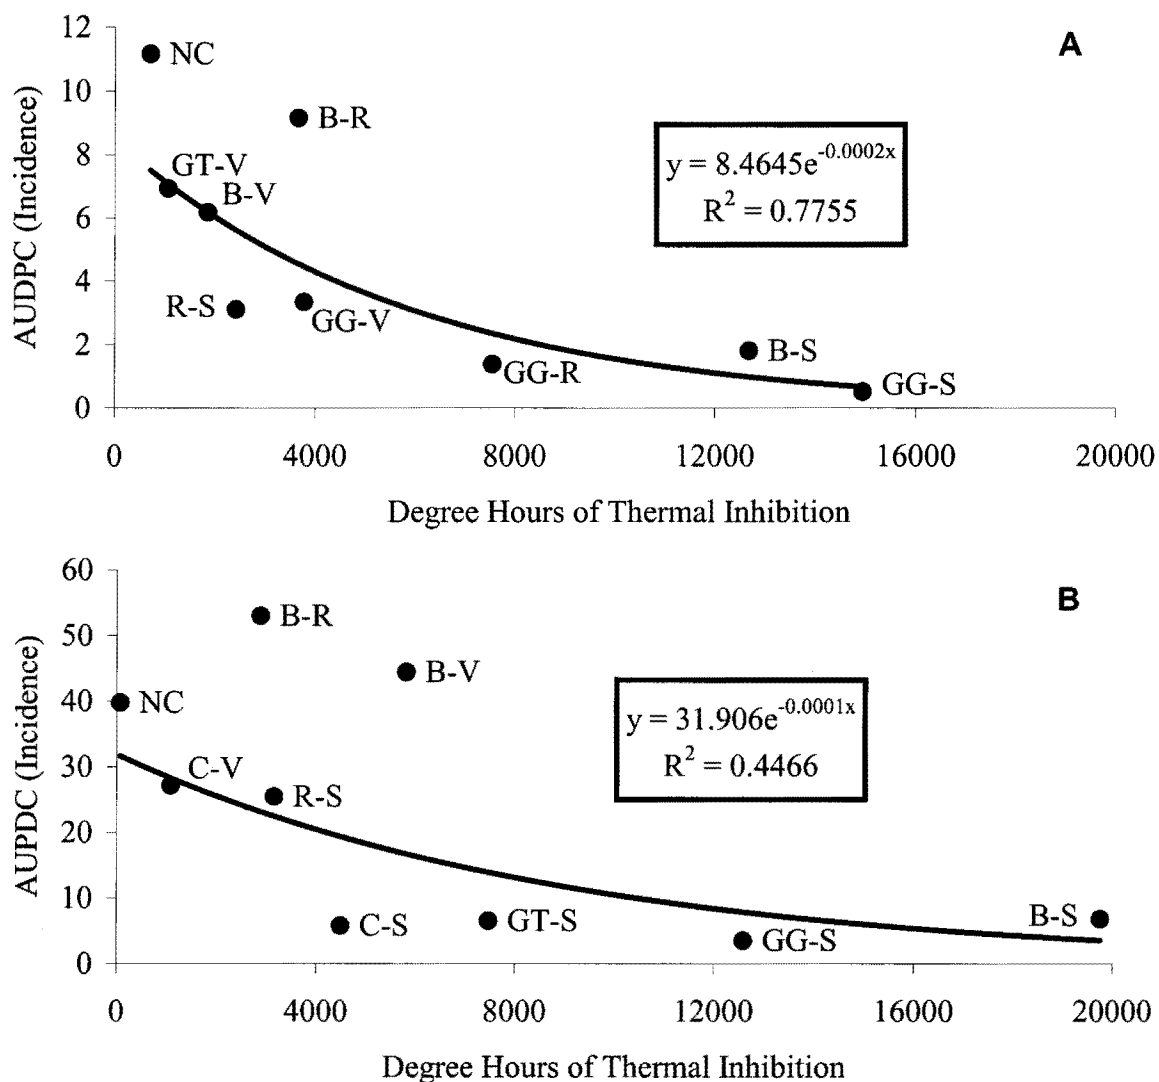 A
12
10
8
6
4
2
0
AUDPC (Incidence)
NC
B-R
GT-V
B-V
R-S
GG-V
GG-R
B-S
GG-S
y = 8.4645e^-0.0002x
R² = 0.7755
0 4000 8000 12000 16000 20000
Degree Hours of Thermal Inhibition
B
60
50
40
30
20
10
0
AUPDC (Incidence)
B-R
B-V
NC
C-V
R-S
C-S
GT-S
GG-S
B-S
y = 31.906e^-0.0001x
R² = 0.4466
0 4000 8000 12000 16000 20000
Degree Hours of Thermal Inhibition